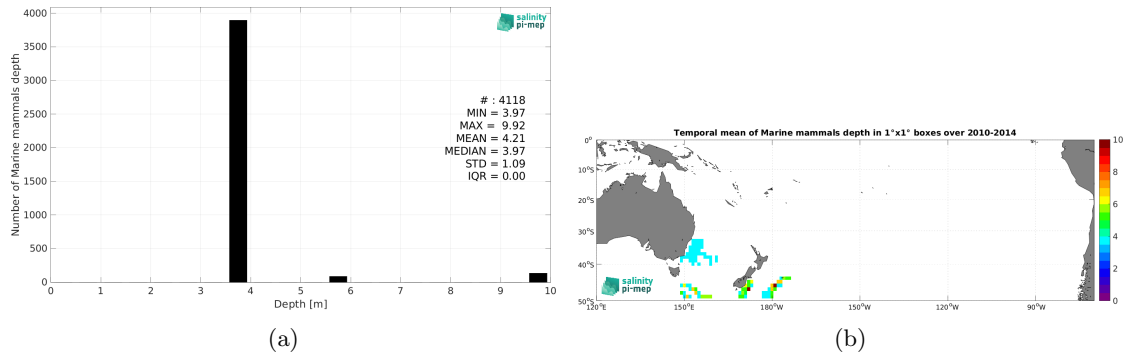 4000
3500
3000
2500
2000
1500
1000
500
0
Number of Marine mammals depth
salinity
pi-mep
# : 4118
MIN = 3.97
MAX = 9.92
MEAN = 4.21
MEDIAN = 3.97
STD = 1.09
IQR = 0.00
0 1 2 3 4 5 6 7 8 9 10
Depth [m]
(a)
Temporal mean of Marine mammals depth in 1°x1° boxes over 2010-2014
0°
10°S
20°S
30°S
40°S
50°S
salinity
pi-mep
120°E 150°E 180°W 150°W 120°W 90°W
10
8
6
4
2
0
(b)